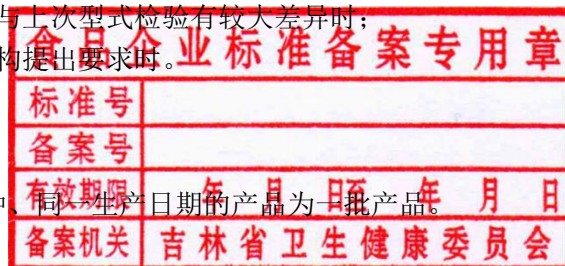 与上次型式检验有较大差异时；
食品企业标准备案专用章
构提出要求时。
标准号
备案号
有效期限 年 月 日至 年 月 日
、同一生产日期的产品为一批产品。
备案机关 吉林省卫生健康委员会